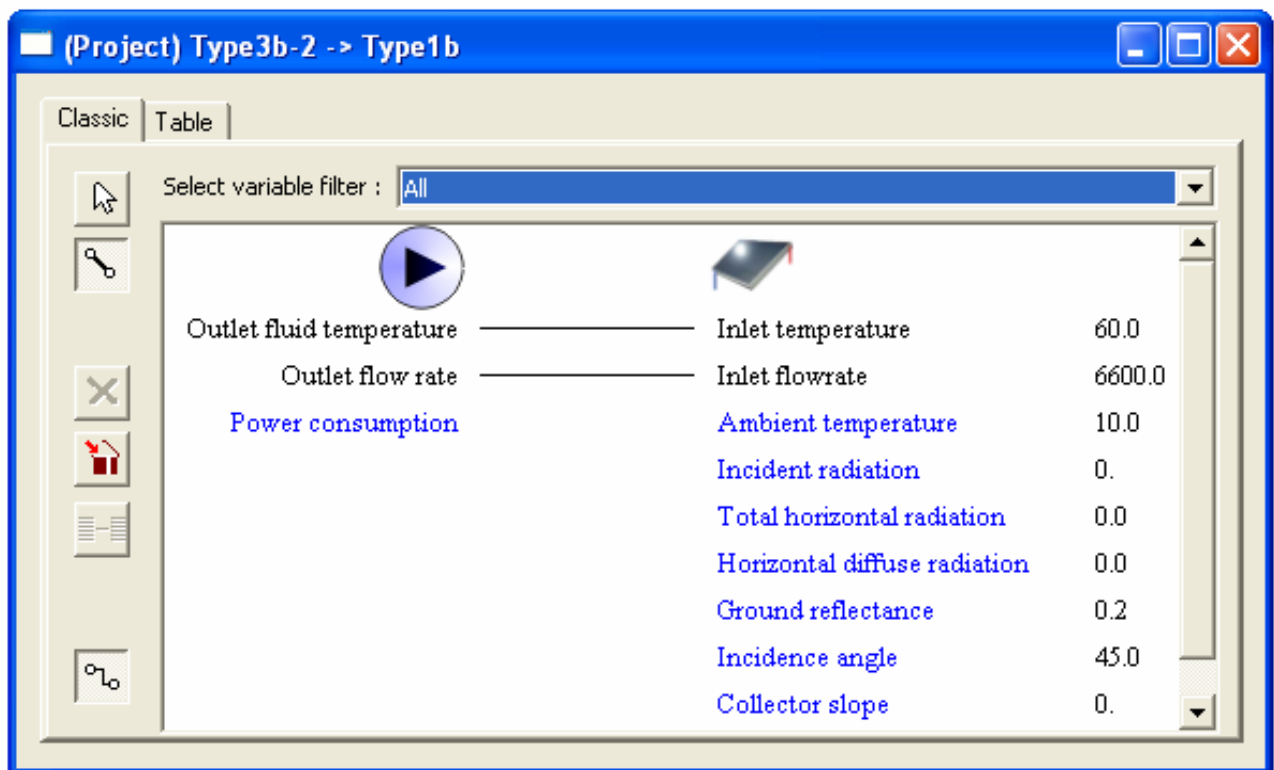 (Project) Type3b-2 -> Type1b
Classic Table
Select variable filter : All
Outlet fluid temperature Inlet temperature 60.0
Outlet flow rate Inlet flowrate 6600.0
Power consumption Ambient temperature 10.0
Incident radiation 0.
Total horizontal radiation 0.0
Horizontal diffuse radiation 0.0
Ground reflectance 0.2
Incidence angle 45.0
Collector slope 0.